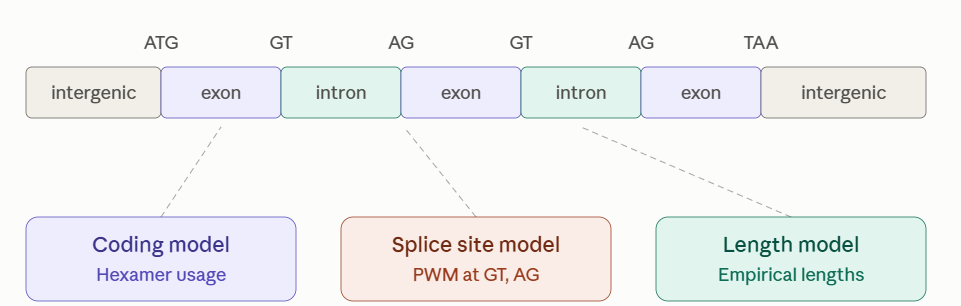 ATG GT AG GT AG TAA
intergenic exon intron exon intron exon intergenic
Coding model
Hexamer usage
Splice site model
PWM at GT, AG
Length model
Empirical lengths